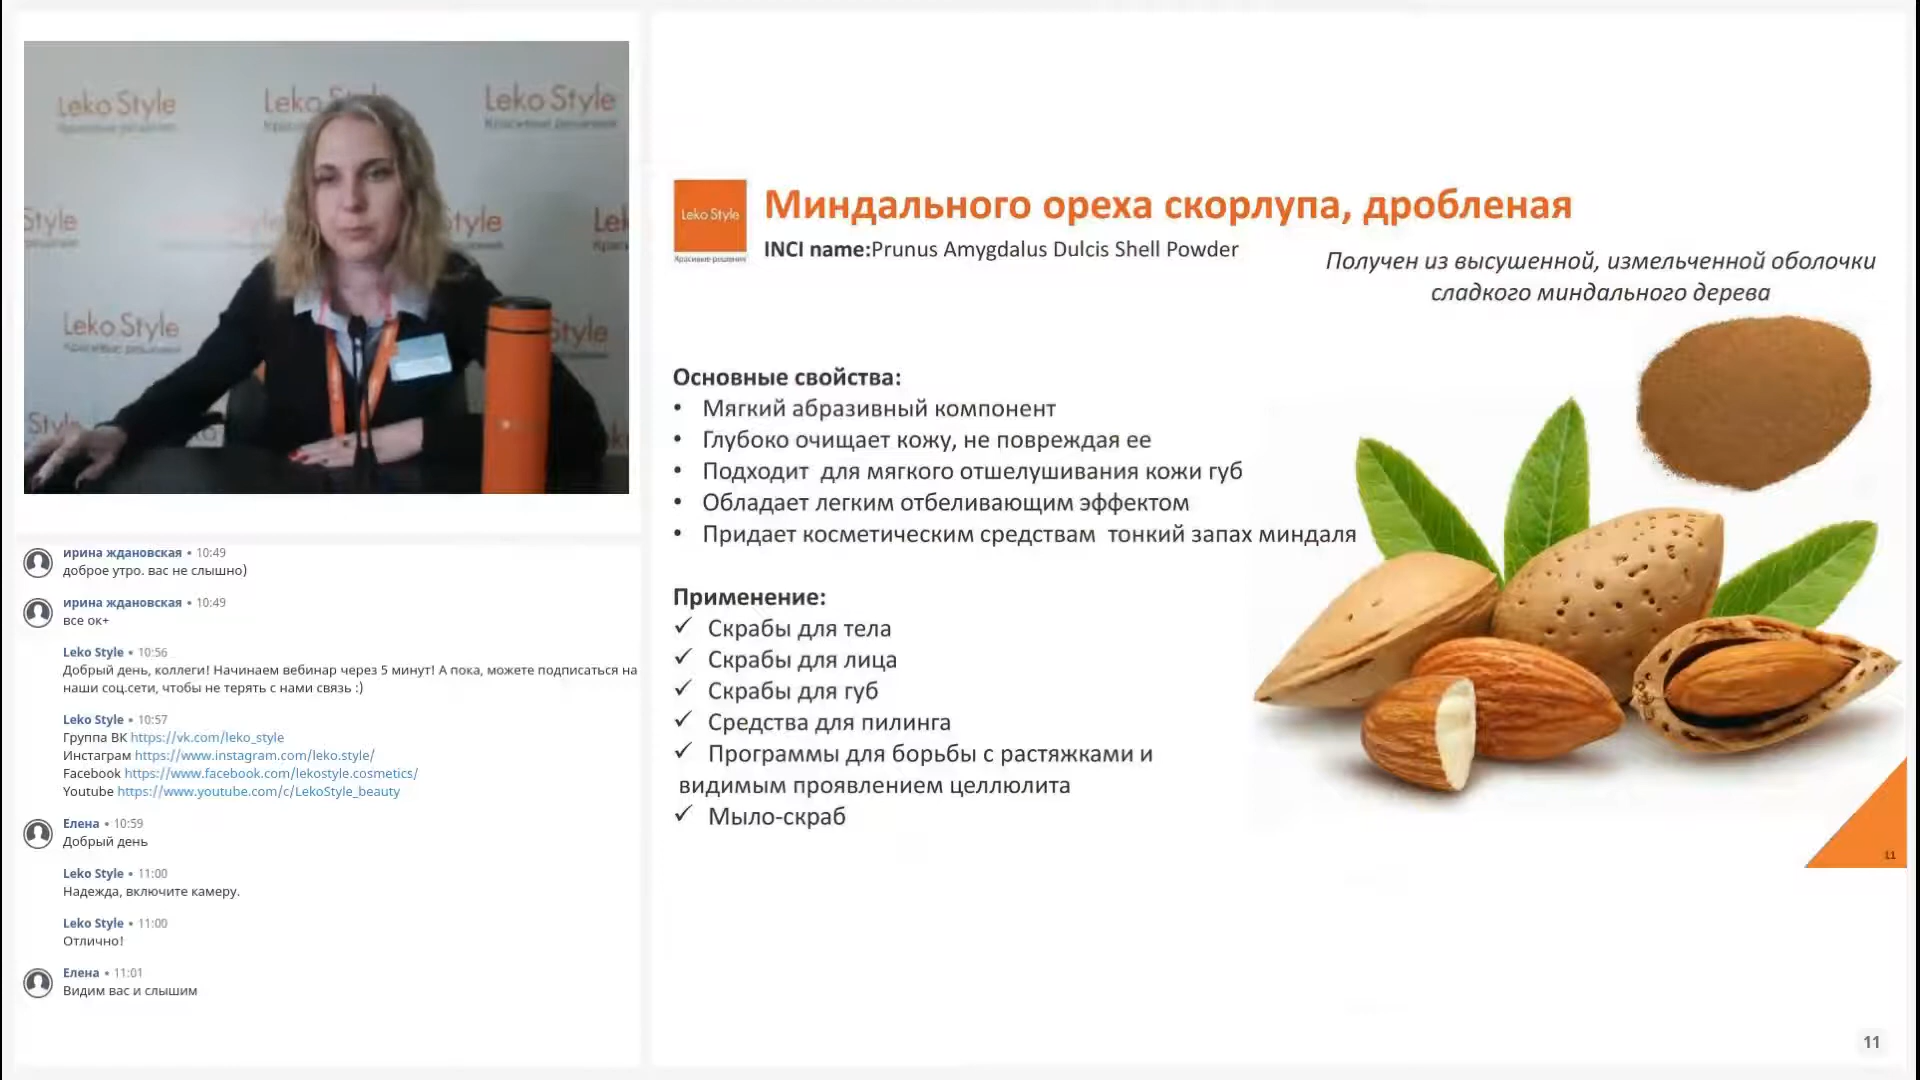 Leko Style
Красивые решения
Leko Style
Leko Style
Красивые решения
Style
Style
Leko Style
Красивые решения
Style
Style
ирина ждановская • 10:49
доброе утро. вас не слышно)
ирина ждановская • 10:49
все ок+
Leko Style • 10:56
Добрый день, коллеги! Начинаем вебинар через 5 минут! А пока, можете подписаться на
наши соц.сети, чтобы не терять с нами связь :)
Leko Style • 10:57
Группа ВК https://vk.com/leko_style
Инстаграм https://www.instagram.com/leko.style/
Facebook https://www.facebook.com/lekostyle.cosmetics/
Youtube https://www.youtube.com/c/LekoStyle_beauty
Елена • 10:59
Добрый день
Leko Style • 11:00
Надежда, включите камеру.
Leko Style • 11:00
Отлично!
Елена • 11:01
Видим вас и слышим
Leko Style
Красивые решения
Миндального ореха скорлупа, дробленая
INCI name:Prunus Amygdalus Dulcis Shell Powder
Получен из высушенной, измельченной оболочки
сладкого миндального дерева
Основные свойства:
• Мягкий абразивный компонент
• Глубоко очищает кожу, не повреждая ее
• Подходит для мягкого отшелушивания кожи губ
• Обладает легким отбеливающим эффектом
• Придает косметическим средствам тонкий запах миндаля
Применение:
✓ Скрабы для тела
✓ Скрабы для лица
✓ Скрабы для губ
✓ Средства для пилинга
✓ Программы для борьбы с растяжками и
видимым проявлением целлюлита
✓ Мыло-скраб
11
11